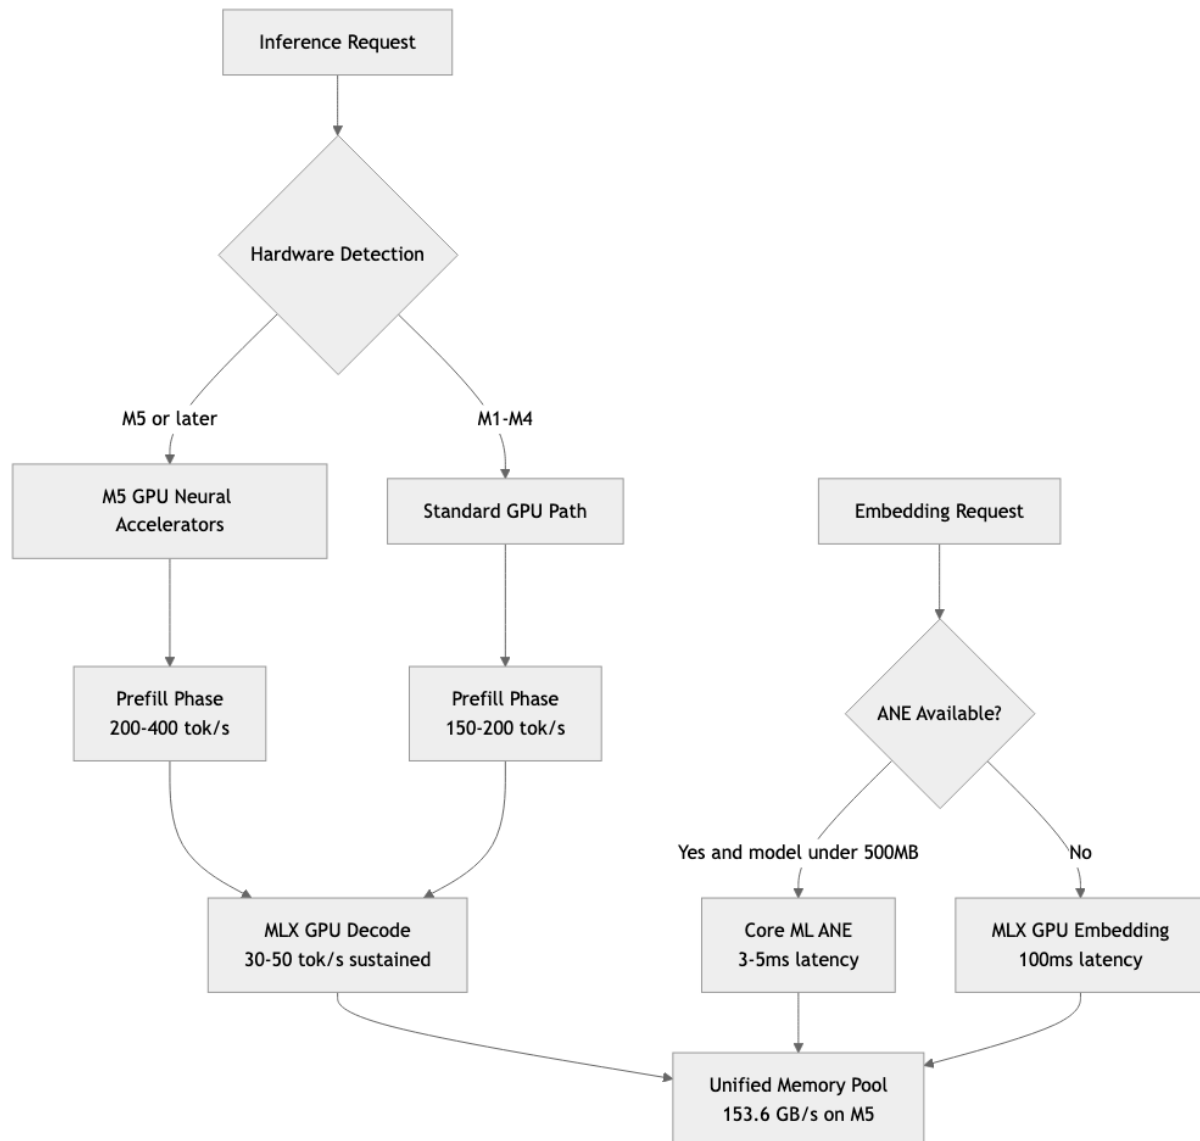 Inference Request
Hardware Detection
M5 or later
M1-M4
M5 GPU Neural
Accelerators
Standard GPU Path
Embedding Request
Prefill Phase
200-400 tok/s
Prefill Phase
150-200 tok/s
ANE Available?
Yes and model under 500MB
No
MLX GPU Decode
30-50 tok/s sustained
Core ML ANE
3-5ms latency
MLX GPU Embedding
100ms latency
Unified Memory Pool
153.6 GB/s on M5